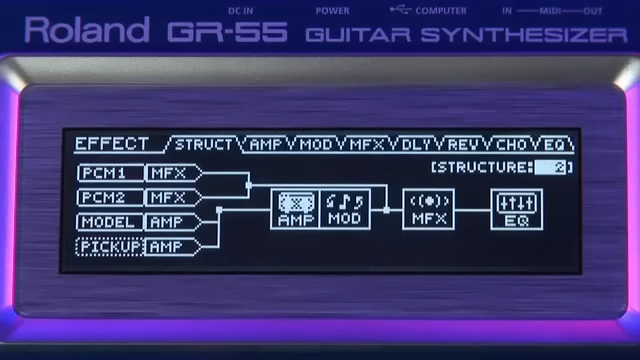 DC IN POWER COMPUTER IN MIDI OUT
Roland GR-55 GUITAR SYNTHESIZER
EFFECT STRUCT AMP MOD MFX DLY REV CHO EQ
[STRUCTURE: 2]
PCM1 MFX
PCM2 MFX
MODEL AMP
PICKUP AMP
AMP MOD MFX EQ